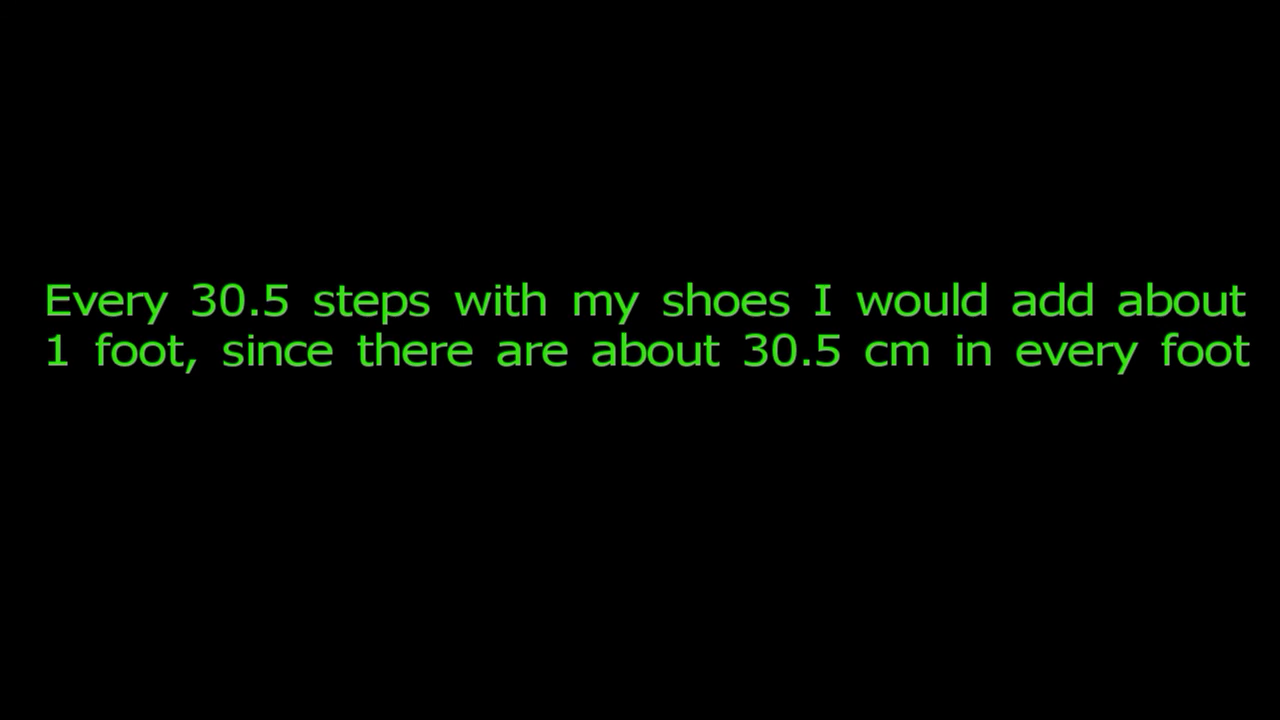 Every 30.5 steps with my shoes I would add about
1 foot, since there are about 30.5 cm in every foot